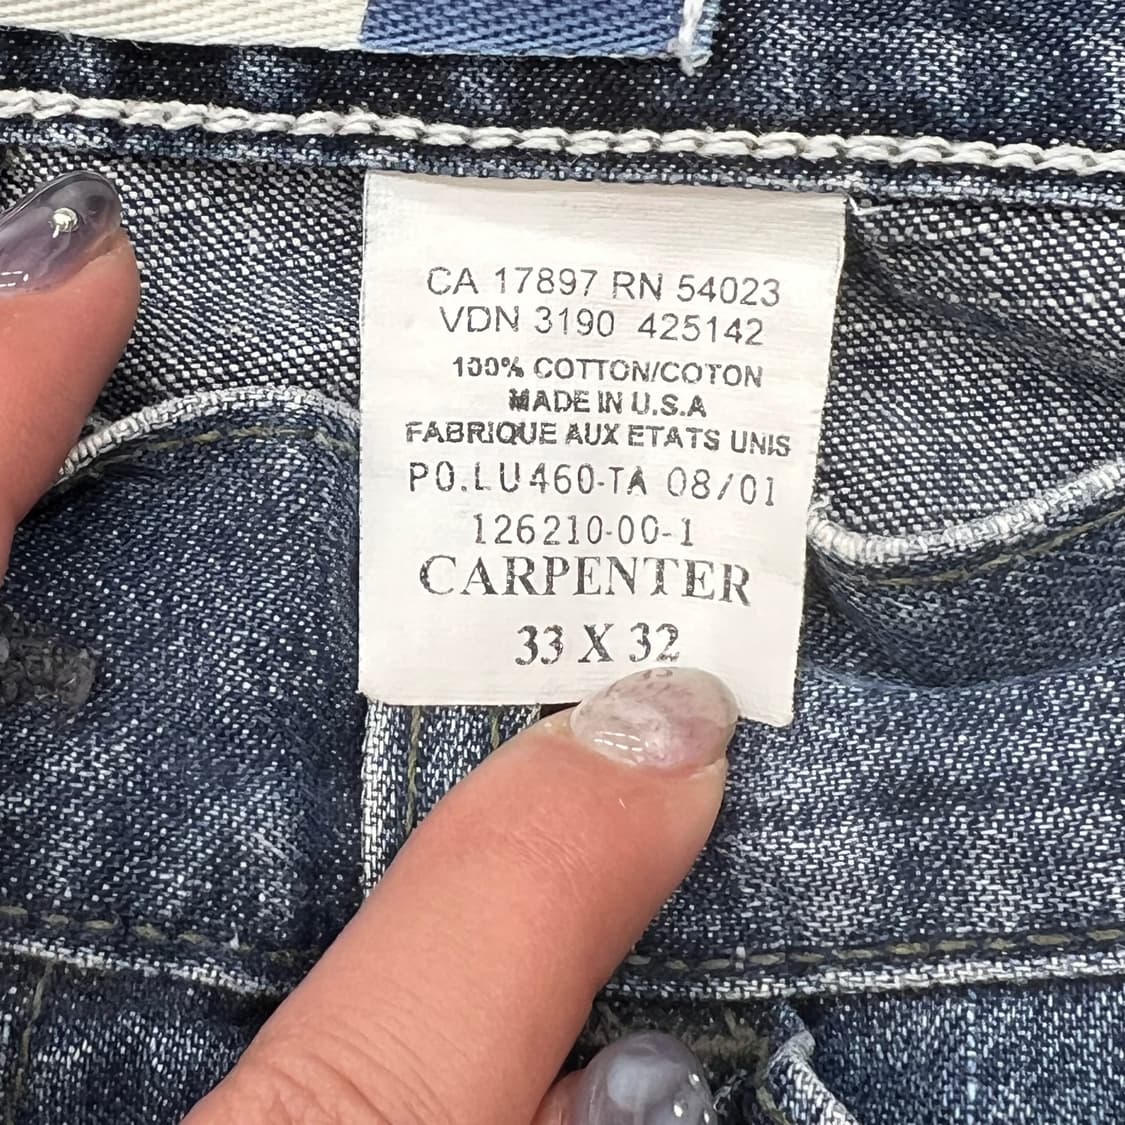 CA 17897 RN 54023
VDN 3190 425142
100% COTTON/COTON
MADE IN U.S.A
FABRIQUE AUX ETATS UNIS
PO.LU460-TA 08/01
126210-00-1
CARPENTER
33 X 32